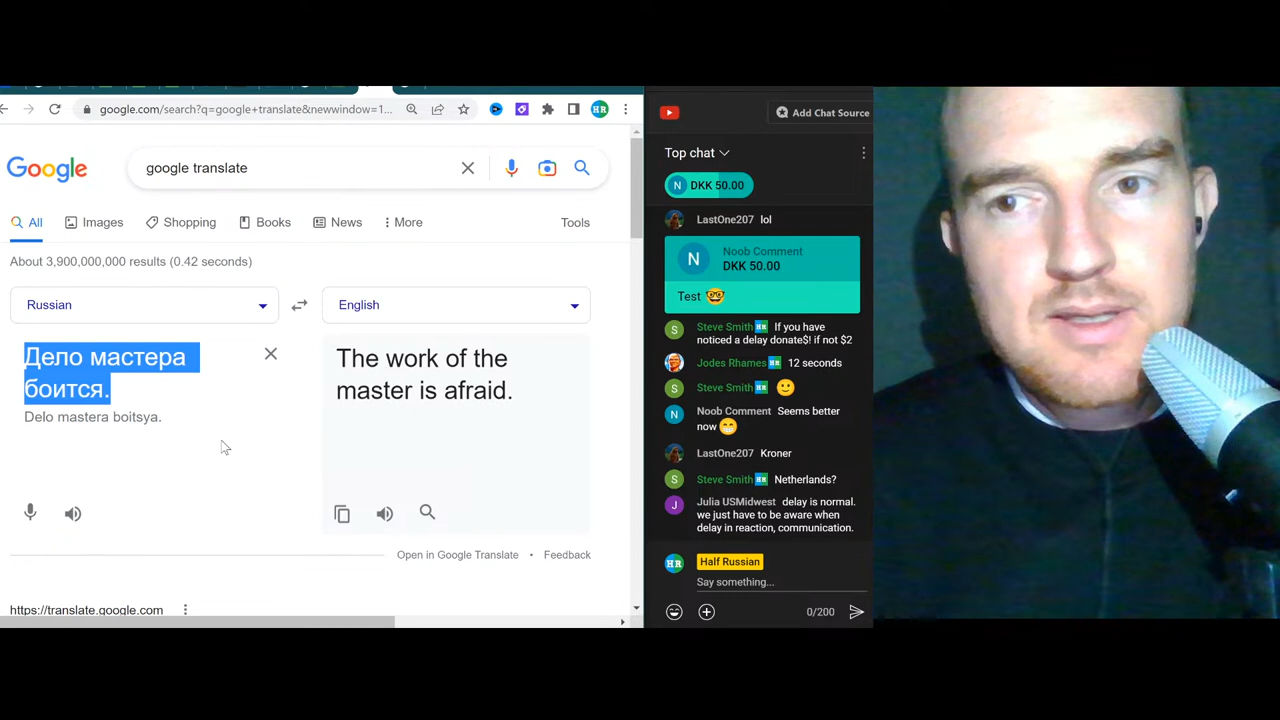 google.com/search?q=google+translate&newwindow=1...
HR
Google
google translate
All
Images
Shopping
Books
News
More
Tools
About 3,900,000,000 results (0.42 seconds)
Russian
English
Дело мастера
боится.
Delo mastera boitsya.
The work of the
master is afraid.
Open in Google Translate • Feedback
https://translate.google.com
Add Chat Source
Top chat
N DKK 50.00
LastOne207 lol
N
Noob Comment
DKK 50.00
Test 🤓
S Steve Smith HR If you have
noticed a delay donate$! if not $2
Jodes Rhames HR 12 seconds
S Steve Smith HR 🙂
N Noob Comment Seems better
now 😁
LastOne207 Kroner
S Steve Smith HR Netherlands?
J Julia USMidwest delay is normal.
we just have to be aware when
delay in reaction, communication.
HR Half Russian
Say something...
0/200